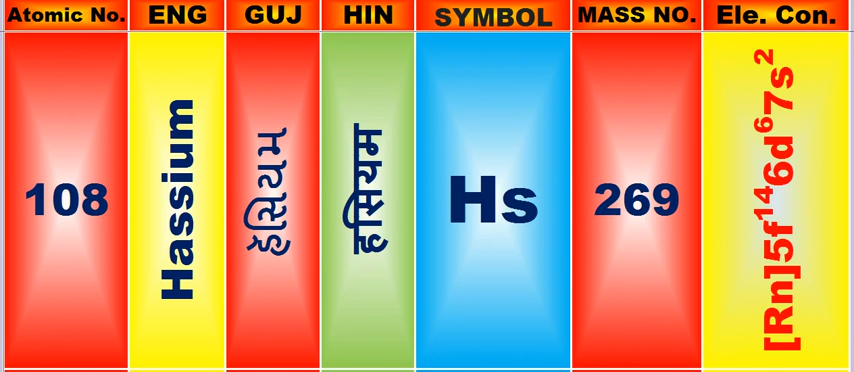 Atomic No. ENG GUJ HIN SYMBOL MASS NO. Ele. Con.
108 Hassium હૅસિયમ हसियम Hs 269 [Rn]5f¹⁴6d⁶7s²